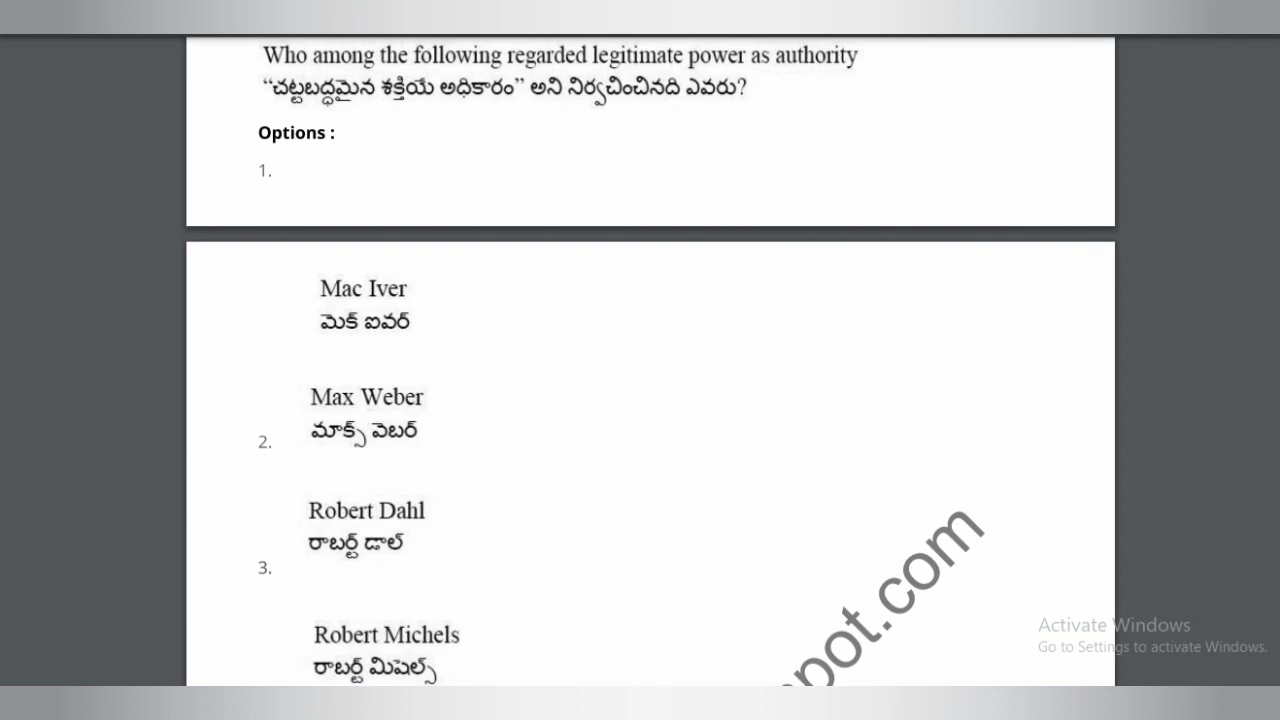 Who among the following regarded legitimate power as authority
“చట్టబద్ధమైన శక్తియే అధికారం” అని నిర్వచించినది ఎవరు?
Options :
1.
Mac Iver
మెక్ ఐవర్
Max Weber
మాక్స్ వెబర్
2.
Robert Dahl
రాబర్ట్ డాల్
3.
Robert Michels
రాబర్ట్ మిషెల్స్
pot.com
Activate Windows
Go to Settings to activate Windows.